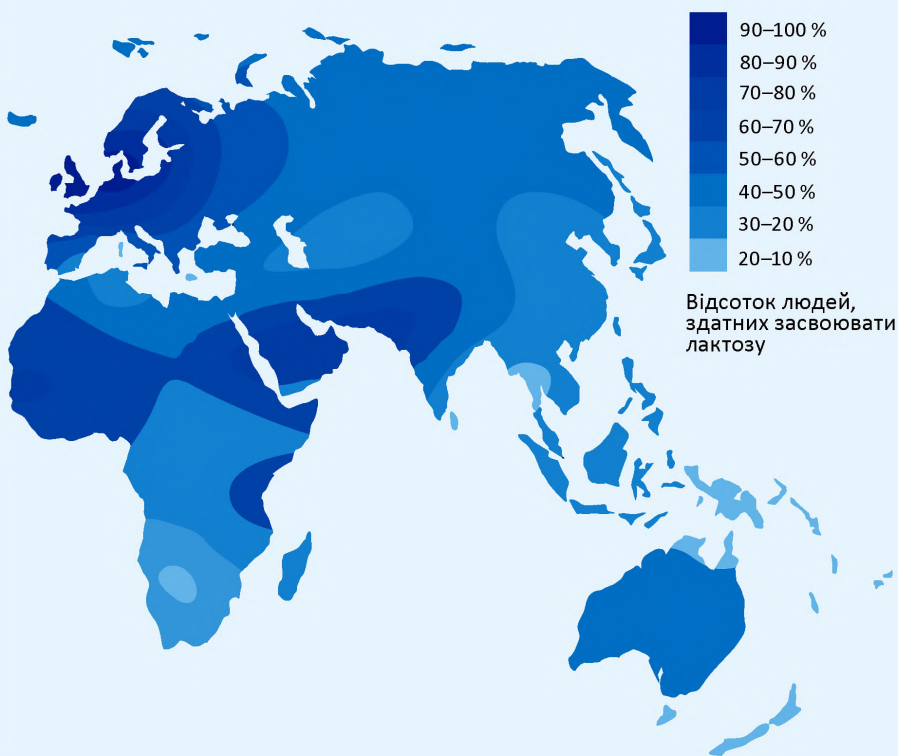 90–100 %
80–90 %
70–80 %
60–70 %
50–60 %
40–50 %
30–20 %
20–10 %
Відсоток людей,
здатних засвоювати
лактозу